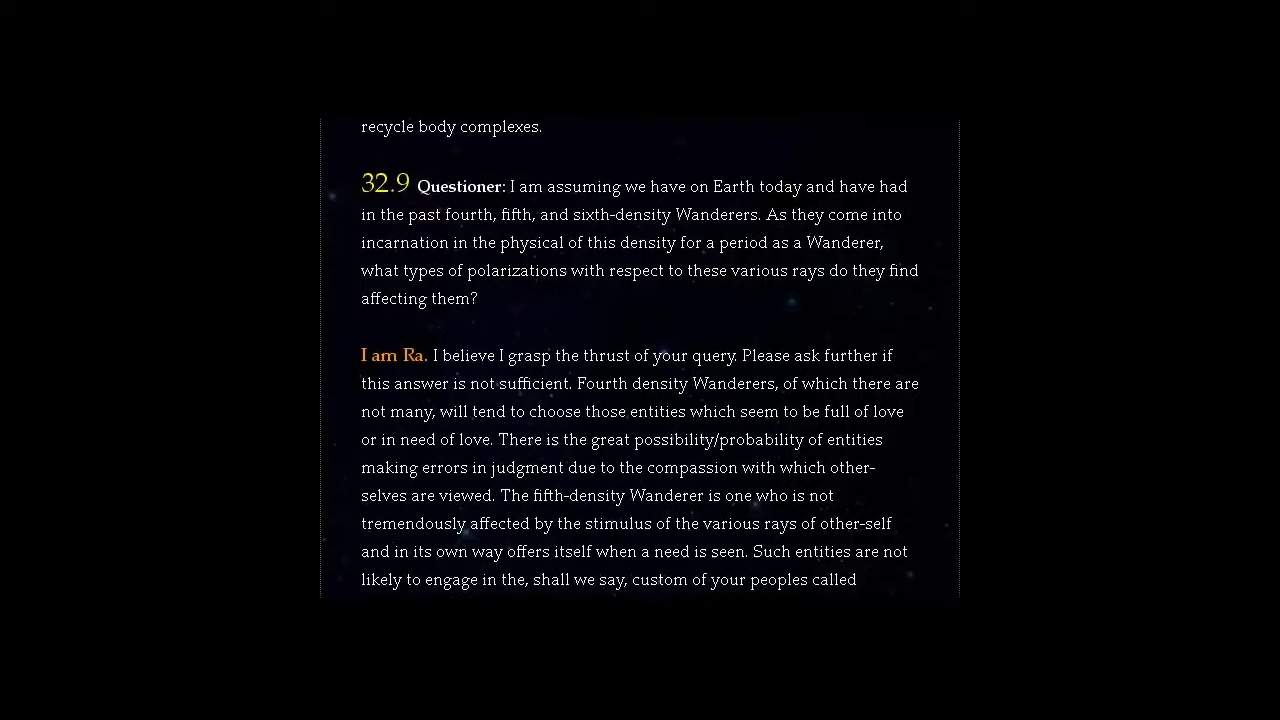 recycle body complexes.
32.9 Questioner: I am assuming we have on Earth today and have had
in the past fourth, fifth, and sixth-density Wanderers. As they come into
incarnation in the physical of this density for a period as a Wanderer,
what types of polarizations with respect to these various rays do they find
affecting them?
I am Ra. I believe I grasp the thrust of your query. Please ask further if
this answer is not sufficient. Fourth density Wanderers, of which there are
not many, will tend to choose those entities which seem to be full of love
or in need of love. There is the great possibility/probability of entities
making errors in judgment due to the compassion with which other-
selves are viewed. The fifth-density Wanderer is one who is not
tremendously affected by the stimulus of the various rays of other-self
and in its own way offers itself when a need is seen. Such entities are not
likely to engage in the, shall we say, custom of your peoples called